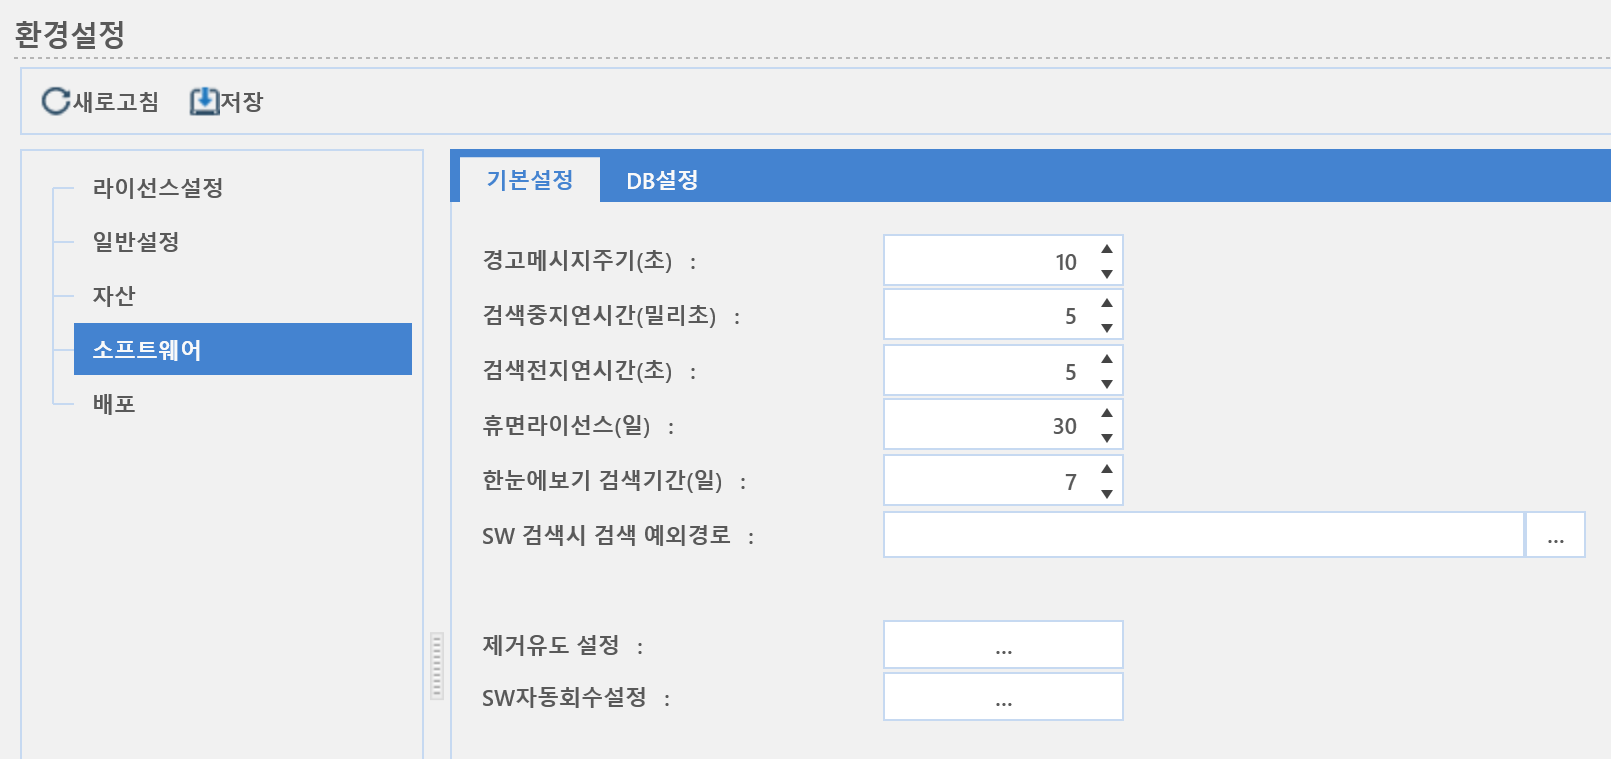 환경설정
새로고침 저장
라이선스설정
일반설정
자산
소프트웨어
배포
기본설정 DB설정
경고메시지주기(초) : 10
검색중지연시간(밀리초) : 5
검색전지연시간(초) : 5
휴면라이선스(일) : 30
한눈에보기 검색기간(일) : 7
SW 검색시 검색 예외경로 : ...
제거유도 설정 : ...
SW자동회수설정 : ...